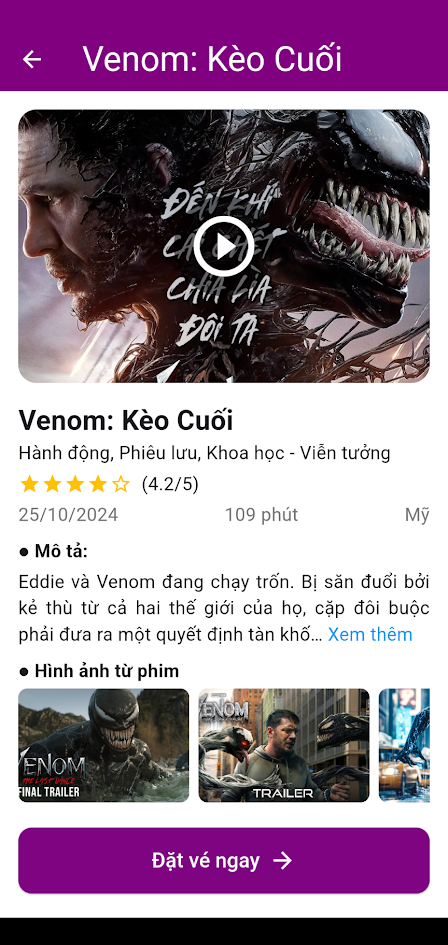 Venom: Kèo Cuối
ĐẾN KHI
CÁI CHẾT
CHIA LÌA
ĐÔI TA
Venom: Kèo Cuối
Hành động, Phiêu lưu, Khoa học - Viễn tưởng
(4.2/5)
25/10/2024 109 phút Mỹ
● Mô tả:
Eddie và Venom đang chạy trốn. Bị săn đuổi bởi
kẻ thù từ cả hai thế giới của họ, cặp đôi buộc
phải đưa ra một quyết định tàn khố... Xem thêm
● Hình ảnh từ phim
VENOM
THE LAST DANCE
FINAL TRAILER
VENOM
TRAILER
Đặt vé ngay →